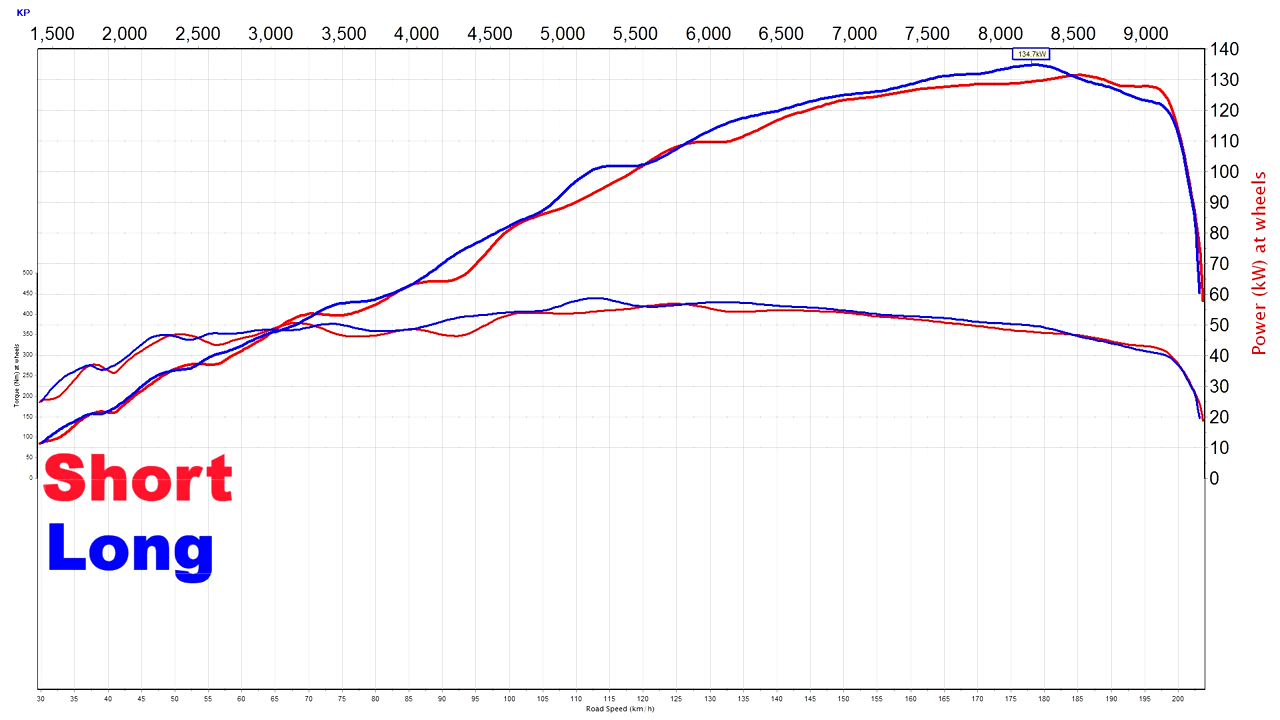 KP
1,500 2,000 2,500 3,000 3,500 4,000 4,500 5,000 5,500 6,000 6,500 7,000 7,500 8,000 8,500 9,000
134.7kW
140
130
120
110
100
90
80
70
60
50
40
30
20
10
0
Power (kW) at wheels
500
450
400
350
300
250
200
150
100
50
0
Torque (Nm) at wheels
Short
Long
30 35 40 45 50 55 60 65 70 75 80 85 90 95 100 105 110 115 120 125 130 135 140 145 150 155 160 165 170 175 180 185 190 195 200
Road Speed (km/h)